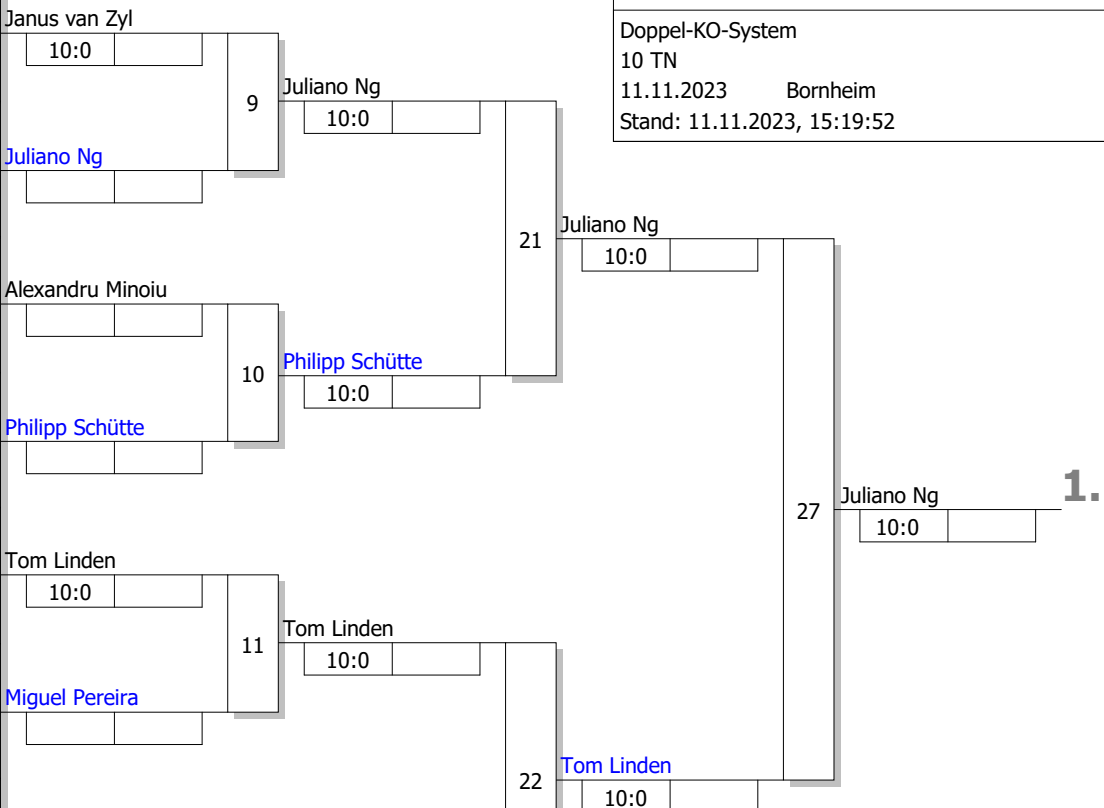 Janus van Zyl
10:0
Doppel-KO-System
10 TN
11.11.2023 Bornheim
Stand: 11.11.2023, 15:19:52
9
Juliano Ng
10:0
Juliano Ng
21
Juliano Ng
10:0
Alexandru Minoiu
10
Philipp Schütte
10:0
Philipp Schütte
27
Juliano Ng
10:0
1.
Tom Linden
10:0
11
Tom Linden
10:0
Miguel Pereira
22
Tom Linden
10:0